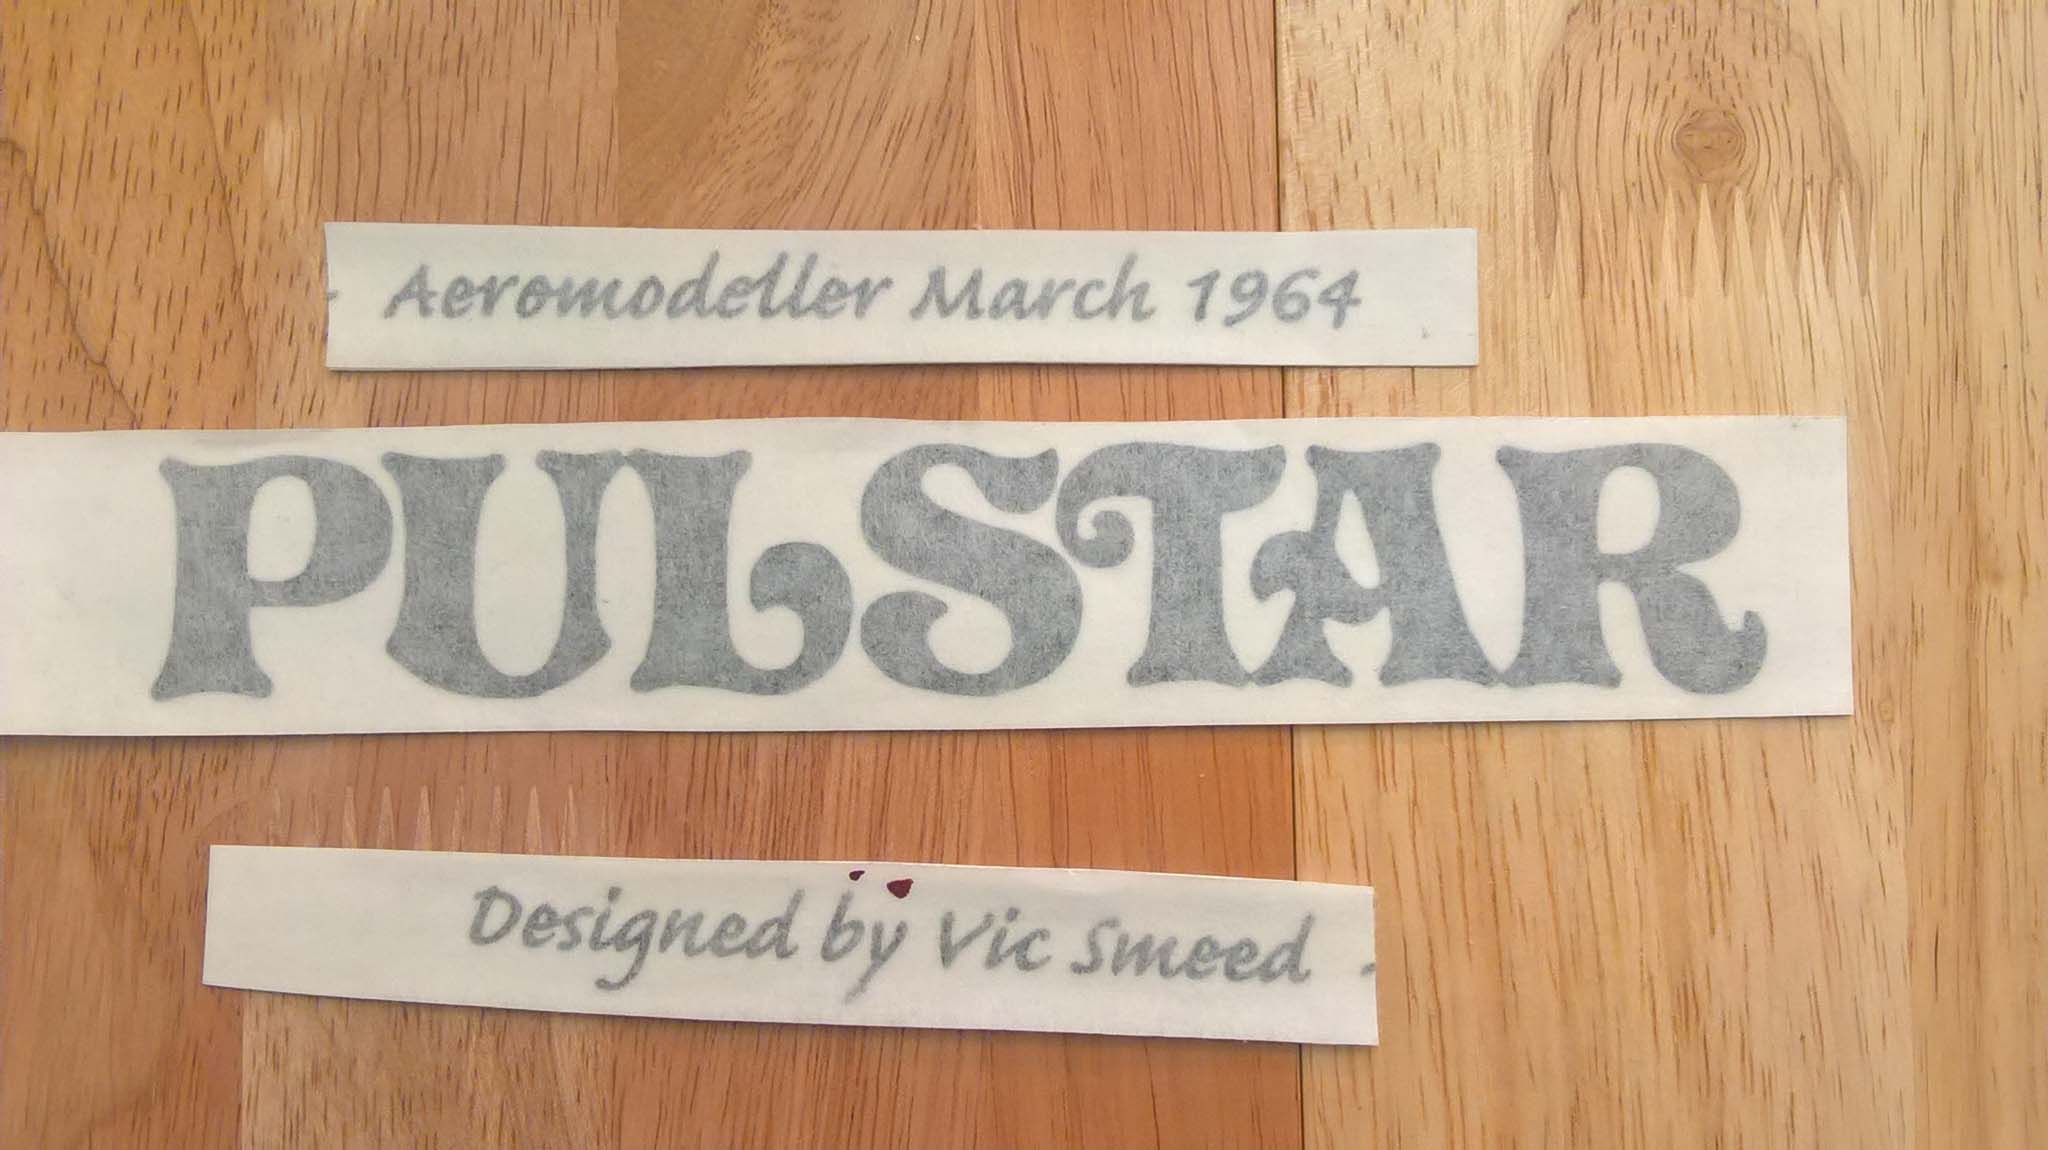 Aeromodeller March 1964
PULSTAR
Designed by Vic Smeed